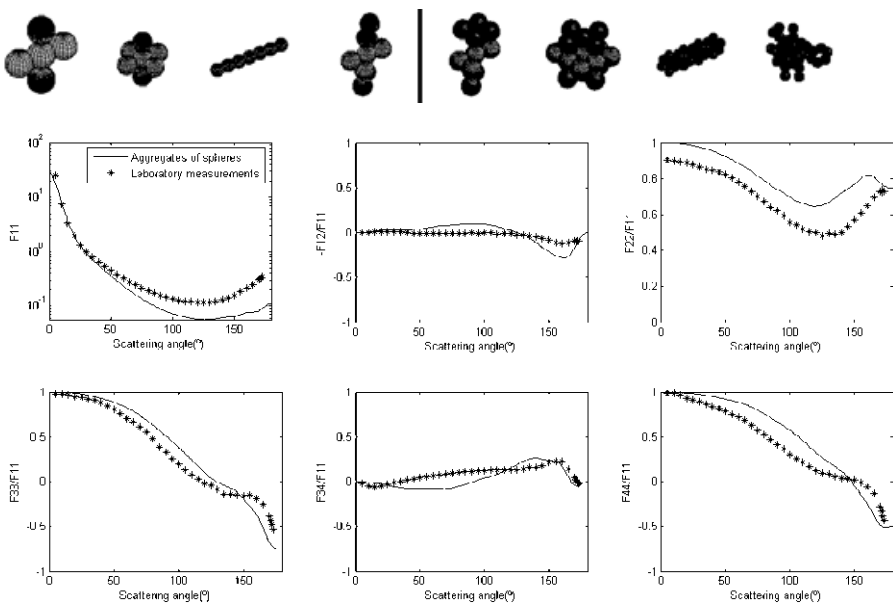 10²
10¹
10⁰
10⁻¹
F11
Aggregates of spheres
Laboratory measurements
0 50 100 150
Scattering angle(º)
1
0.5
0
-0.5
-1
-F12/F11
0 50 100 150
Scattering angle(º)
1
0.8
0.6
0.4
0.2
0
F22/F11
0 50 100 150
Scattering angle(º)
1
0.5
0
-0.5
-1
F33/F11
0 50 100 150
Scattering angle(º)
1
0.5
0
-0.5
-1
F34/F11
0 50 100 150
Scattering angle(º)
1
0.5
0
-0.5
-1
F44/F11
0 50 100 150
Scattering angle(º)